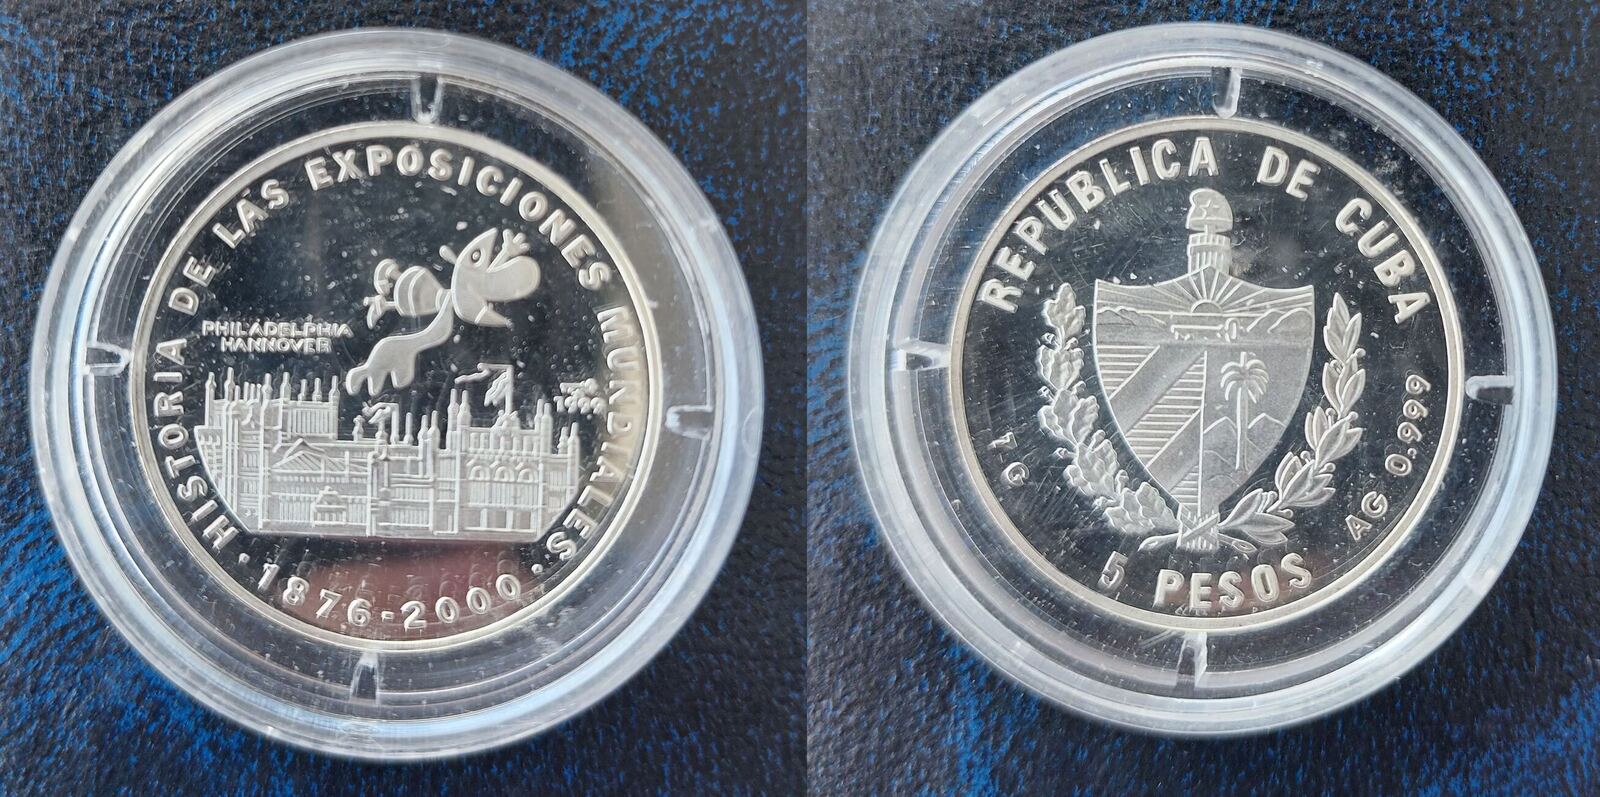 HISTORIA DE LAS EXPOSICIONES MUNDIALES
PHILADELPHIA
HANNOVER
· 1876-2000 ·
REPUBLICA DE CUBA
7 G
AG 0.999
5 PESOS